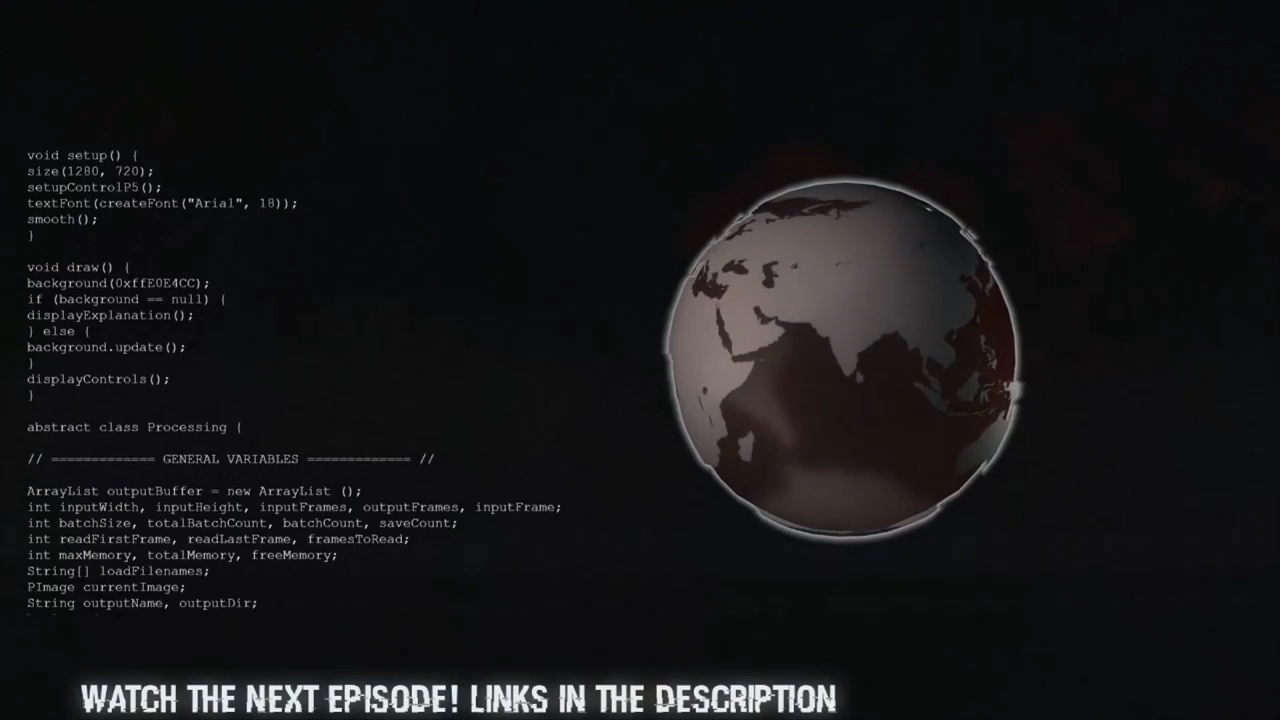 void setup() {
size(1280, 720);
setupControlP5();
textFont(createFont("Arial", 18));
smooth();
}
void draw() {
background(0xffE0E4CC);
if (background == null) {
displayExplanation();
} else {
background.update();
}
displayControls();
}
abstract class Processing {
// ============= GENERAL VARIABLES ============= //
ArrayList outputBuffer = new ArrayList ();
int inputWidth, inputHeight, inputFrames, outputFrames, inputFrame;
int batchSize, totalBatchCount, batchCount, saveCount;
int readFirstFrame, readLastFrame, framesToRead;
int maxMemory, totalMemory, freeMemory;
String[] loadFilenames;
PImage currentImage;
String outputName, outputDir;
WATCH THE NEXT EPISODE! LINKS IN THE DESCRIPTION